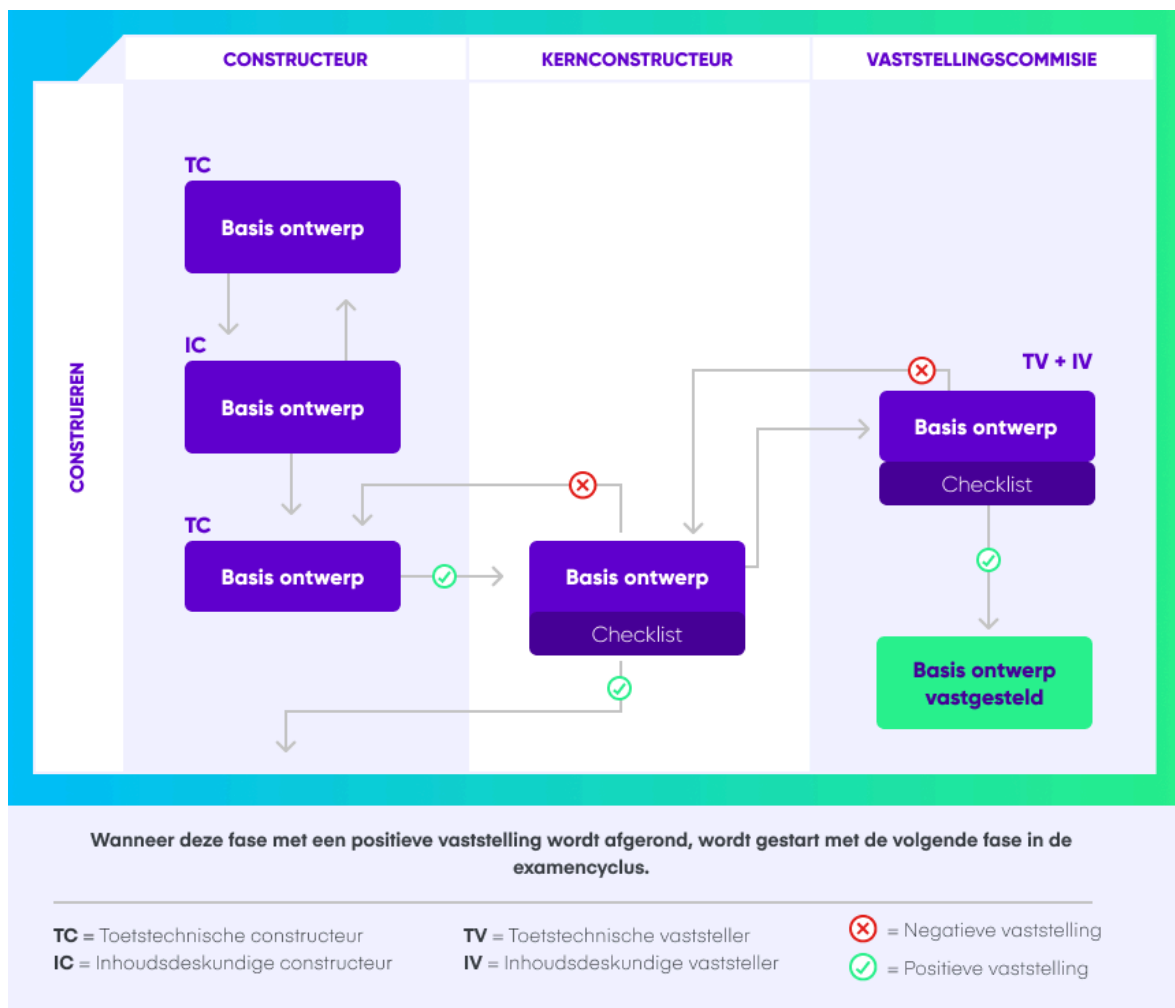 CONSTRUCTEUR
KERNCONSTRUCTEUR
VASTSTELLINGSCOMMISIE
CONSTRUEREN
TC
Basis ontwerp
IC
Basis ontwerp
TC
Basis ontwerp
Basis ontwerp
Checklist
TV + IV
Basis ontwerp
Checklist
Basis ontwerp
vastgesteld
Wanneer deze fase met een positieve vaststelling wordt afgerond, wordt gestart met de volgende fase in de
examencyclus.
TC = Toetstechnische constructeur
IC = Inhoudsdeskundige constructeur
TV = Toetstechnische vaststeller
IV = Inhoudsdeskundige vaststeller
= Negatieve vaststelling
= Positieve vaststelling